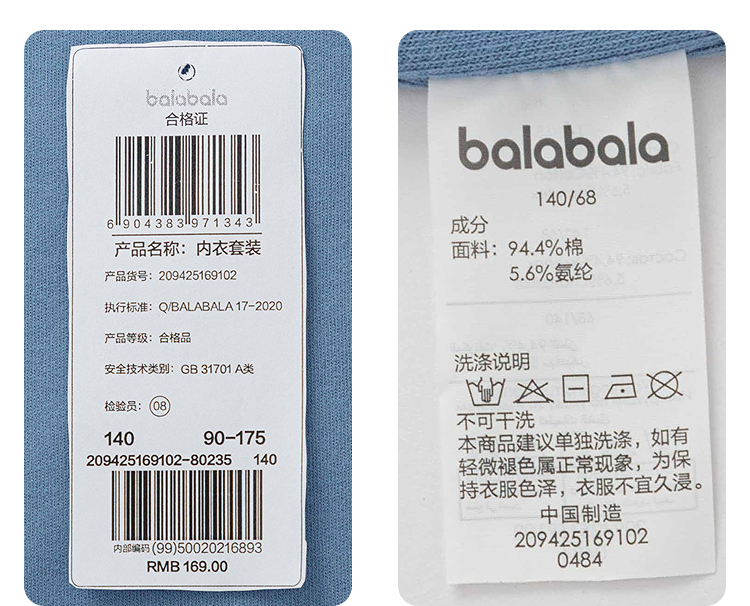 balabala
合格证
6904383971343
产品名称：内衣套装
产品货号：209425169102
执行标准：Q/BALABALA 17-2020
产品等级：合格品
安全技术类别：GB 31701 A类
检验员：08
140 90-175
209425169102-80235 140
内部编码(99)50020216893
RMB 169.00
balabala
140/68
成分
面料：94.4%棉
5.6%氨纶
洗涤说明
不可干洗
本商品建议单独洗涤，如有
轻微褪色属正常现象，为保
持衣服色泽，衣服不宜久浸。
中国制造
209425169102
0484